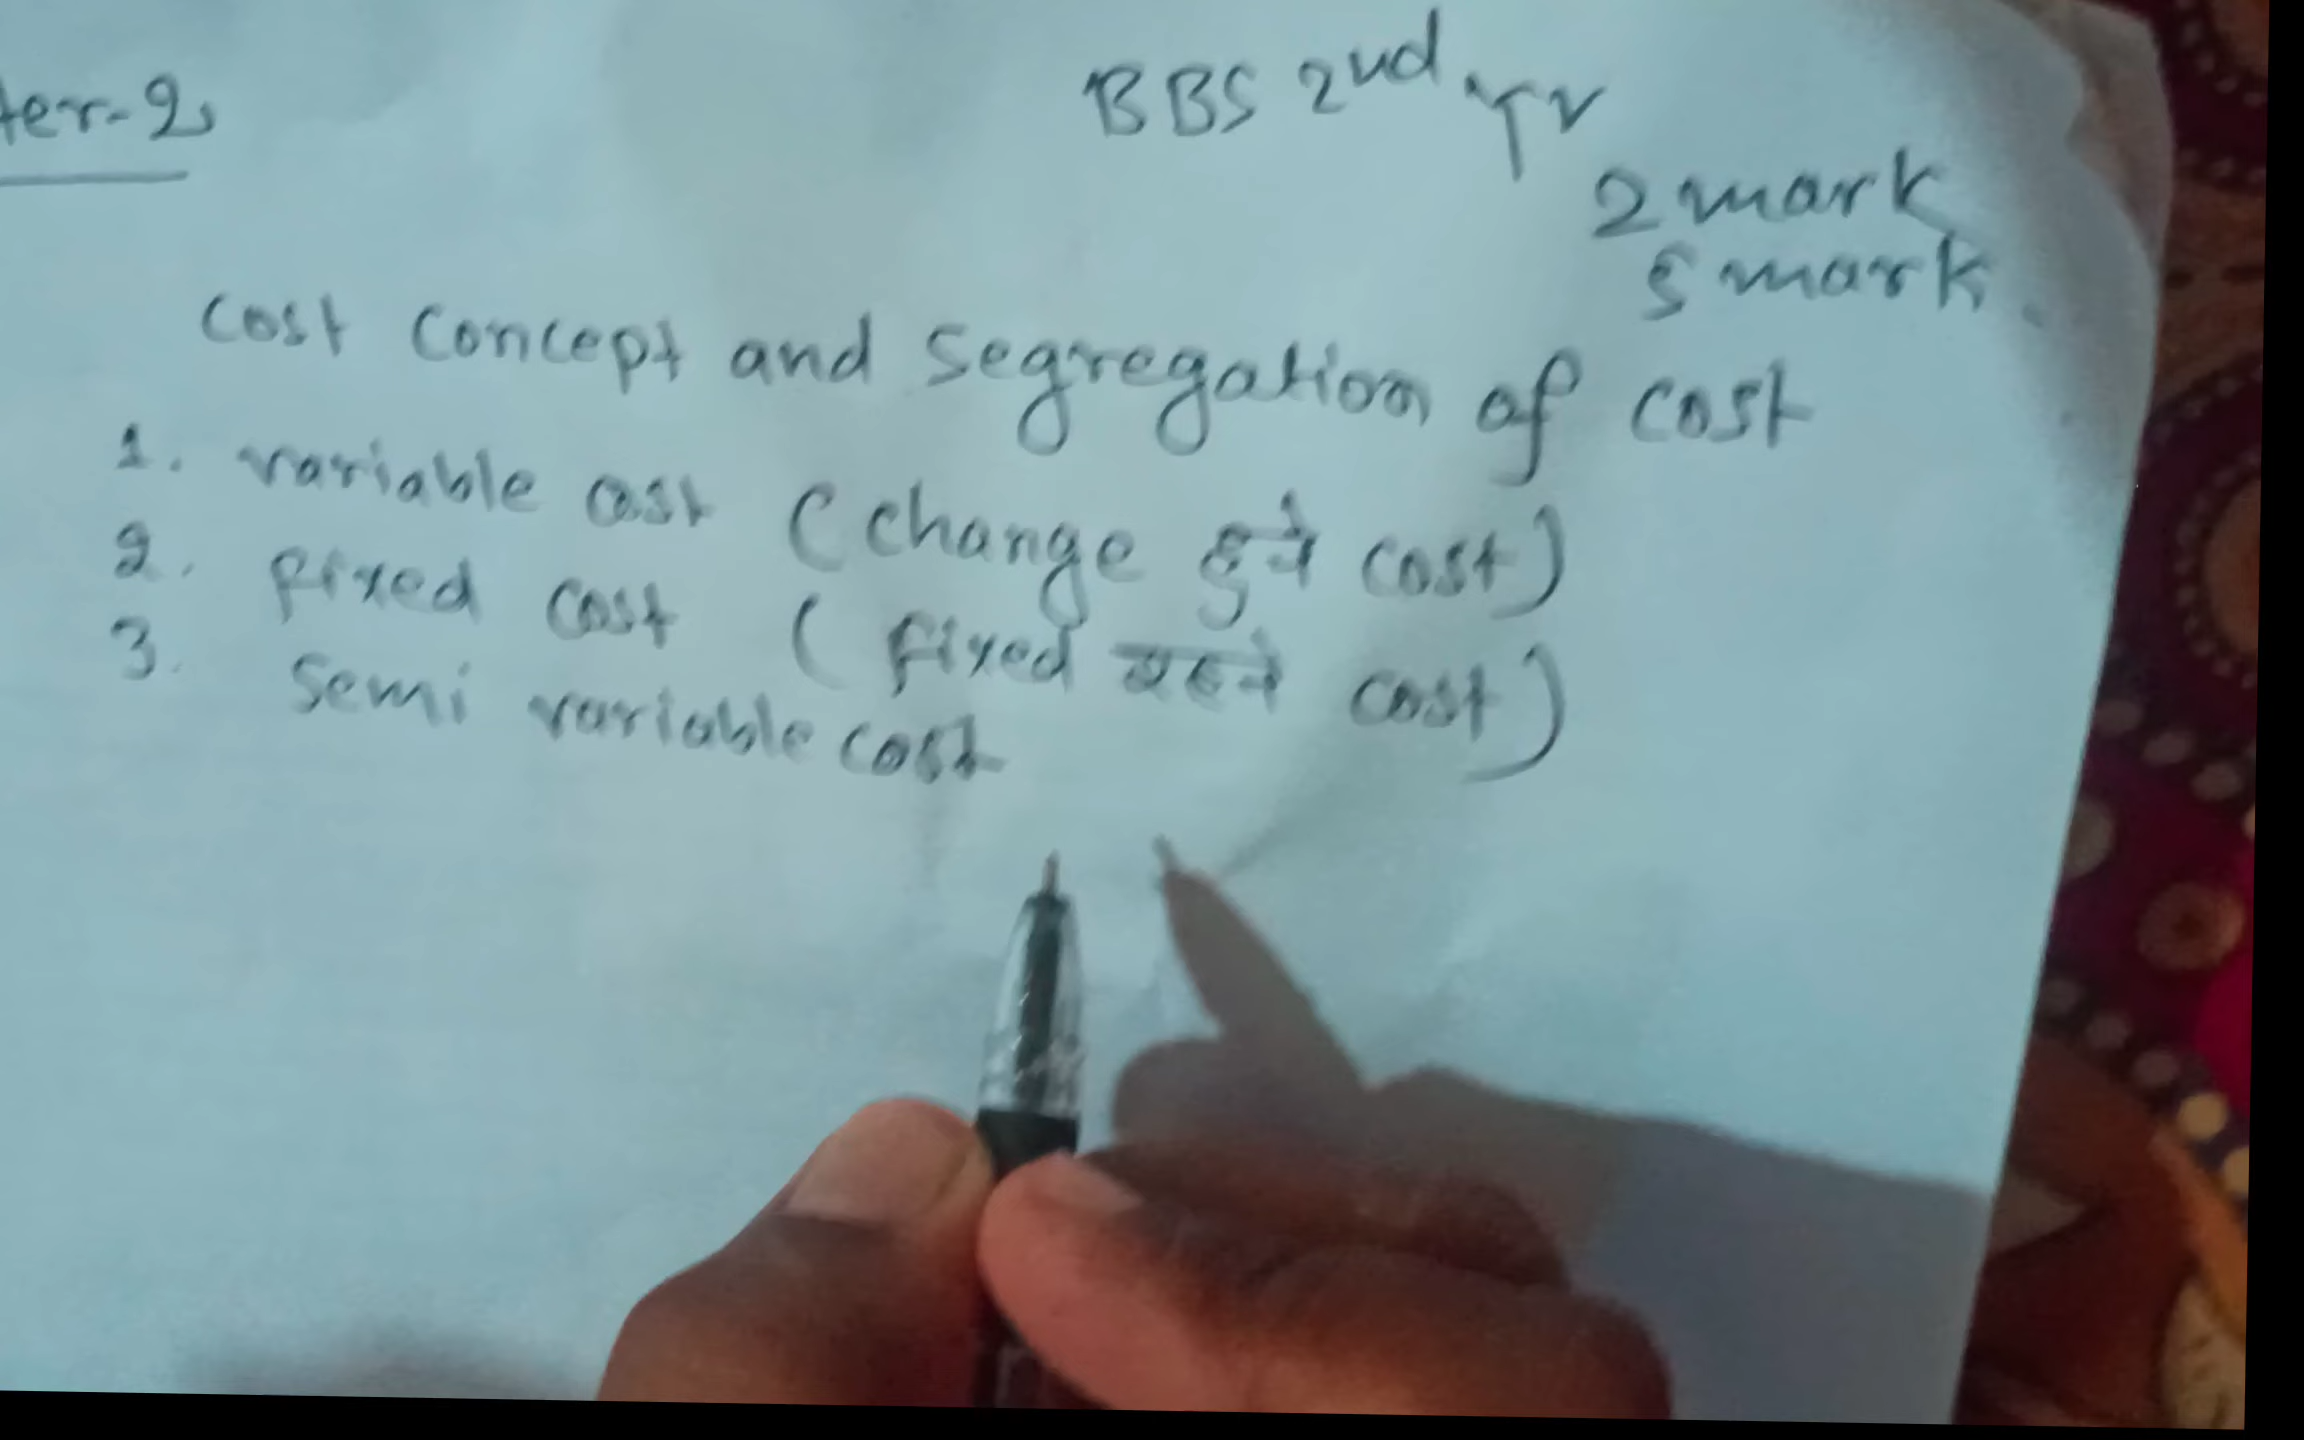 ter-2
BBS 2nd yr
2 mark
5 mark.
cost concept and segregation of cost
1. variable cost (change हुने cost)
2. fixed cost (fixed रहने cost)
3. semi variable cost